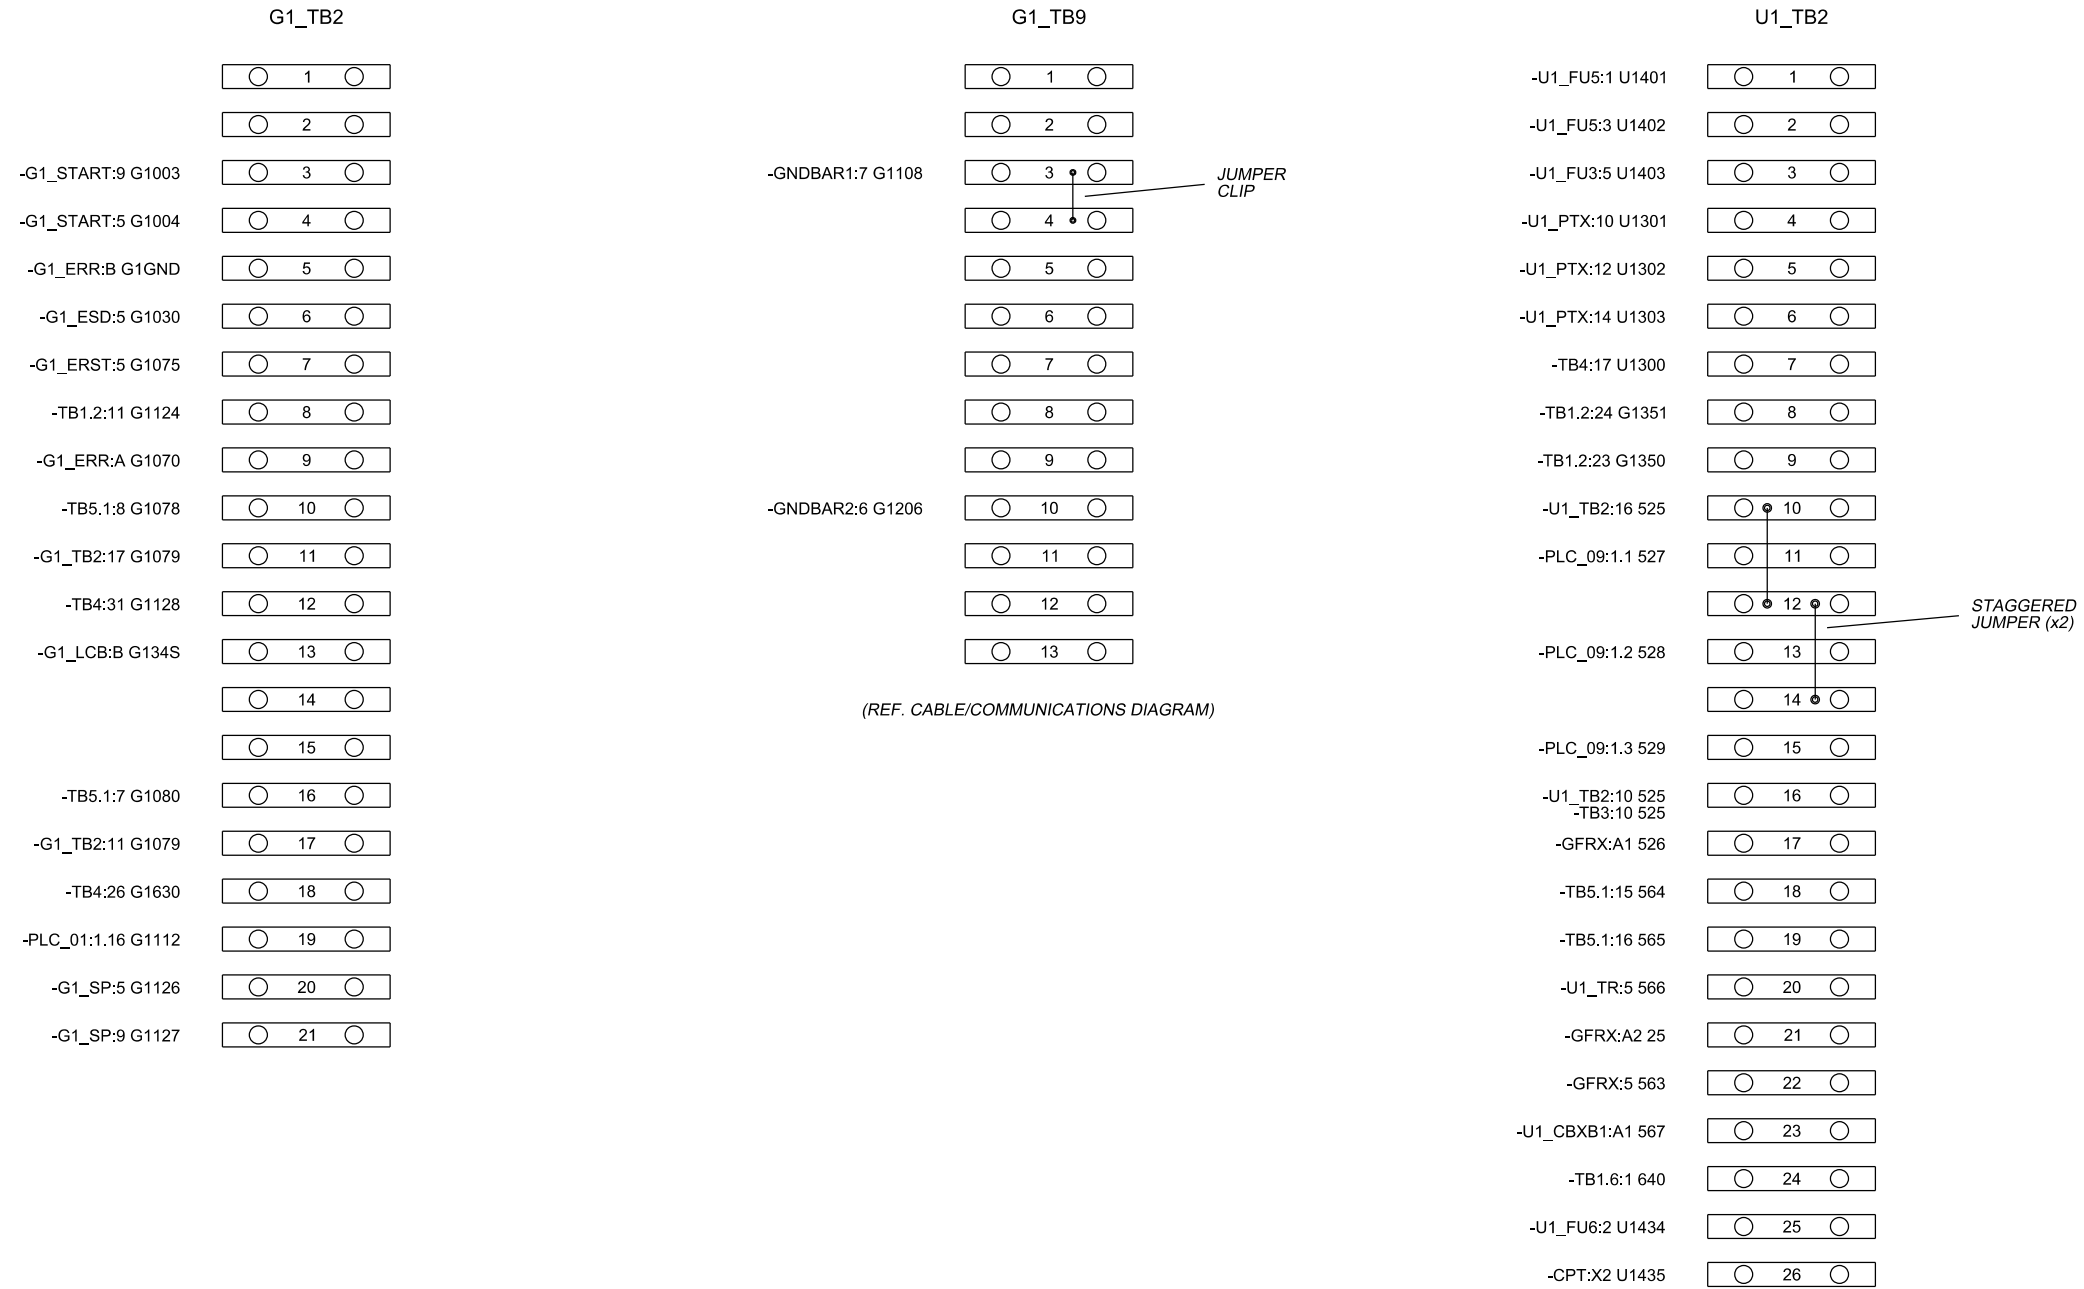 G1_TB2
1
2
-G1_START:9 G1003 3
-G1_START:5 G1004 4
-G1_ERR:B G1GND 5
-G1_ESD:5 G1030 6
-G1_ERST:5 G1075 7
-TB1.2:11 G1124 8
-G1_ERR:A G1070 9
-TB5.1:8 G1078 10
-G1_TB2:17 G1079 11
-TB4:31 G1128 12
-G1_LCB:B G134S 13
14
15
-TB5.1:7 G1080 16
-G1_TB2:11 G1079 17
-TB4:26 G1630 18
-PLC_01:1.16 G1112 19
-G1_SP:5 G1126 20
-G1_SP:9 G1127 21
G1_TB9
1
2
-GNDBAR1:7 G1108 3
4
JUMPER
CLIP
5
6
7
8
9
-GNDBAR2:6 G1206 10
11
12
13
(REF. CABLE/COMMUNICATIONS DIAGRAM)
U1_TB2
-U1_FU5:1 U1401 1
-U1_FU5:3 U1402 2
-U1_FU3:5 U1403 3
-U1_PTX:10 U1301 4
-U1_PTX:12 U1302 5
-U1_PTX:14 U1303 6
-TB4:17 U1300 7
-TB1.2:24 G1351 8
-TB1.2:23 G1350 9
-U1_TB2:16 525 10
-PLC_09:1.1 527 11
12
STAGGERED
JUMPER (x2)
-PLC_09:1.2 528 13
14
-PLC_09:1.3 529 15
-U1_TB2:10 525 16
-TB3:10 525
-GFRX:A1 526 17
-TB5.1:15 564 18
-TB5.1:16 565 19
-U1_TR:5 566 20
-GFRX:A2 25 21
-GFRX:5 563 22
-U1_CBXB1:A1 567 23
-TB1.6:1 640 24
-U1_FU6:2 U1434 25
-CPT:X2 U1435 26